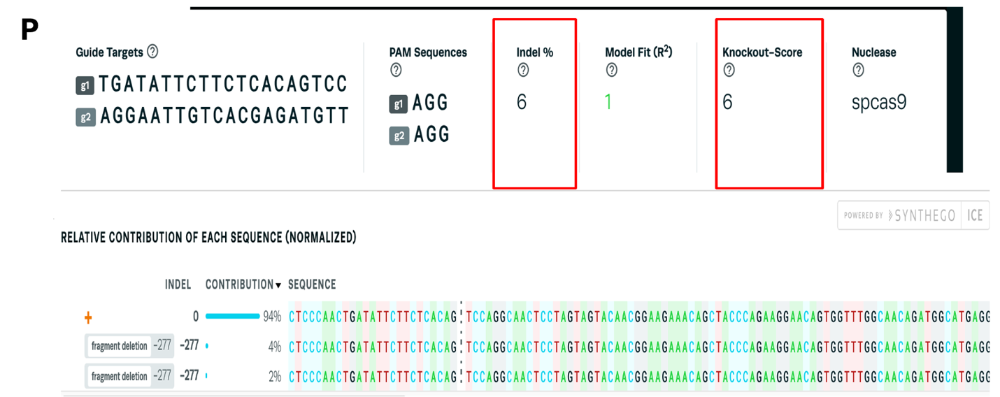 P
Guide Targets ?
PAM Sequences ?
Indel % ?
Model Fit (R²) ?
Knockout-Score ?
Nuclease ?
g1 TGATATTCTTCTCACAGTCC
g2 AGGAATTGTCACGAGATGTT
g1 AGG
g2 AGG
6
1
6
spcas9
POWERED BY SYNTHEGO ICE
RELATIVE CONTRIBUTION OF EACH SEQUENCE (NORMALIZED)
INDEL CONTRIBUTION ▾ SEQUENCE
+ 0 94% CTCCCAACTGATATTCTTCTCACAG¦TCCAGGCAACTCCTAGTAGTACAACGGAAGAAACAGCTACCCAGAAGGAACAGTGGTTTGGCAACAGATGGCATGAGG
fragment deletion -277 -277 4% CTCCCAACTGATATTCTTCTCACAG¦TCCAGGCAACTCCTAGTAGTACAACGGAAGAAACAGCTACCCAGAAGGAACAGTGGTTTGGCAACAGATGGCATGAGG
fragment deletion -277 -277 2% CTCCCAACTGATATTCTTCTCACAG¦TCCAGGCAACTCCTAGTAGTACAACGGAAGAAACAGCTACCCAGAAGGAACAGTGGTTTGGCAACAGATGGCATGAGG